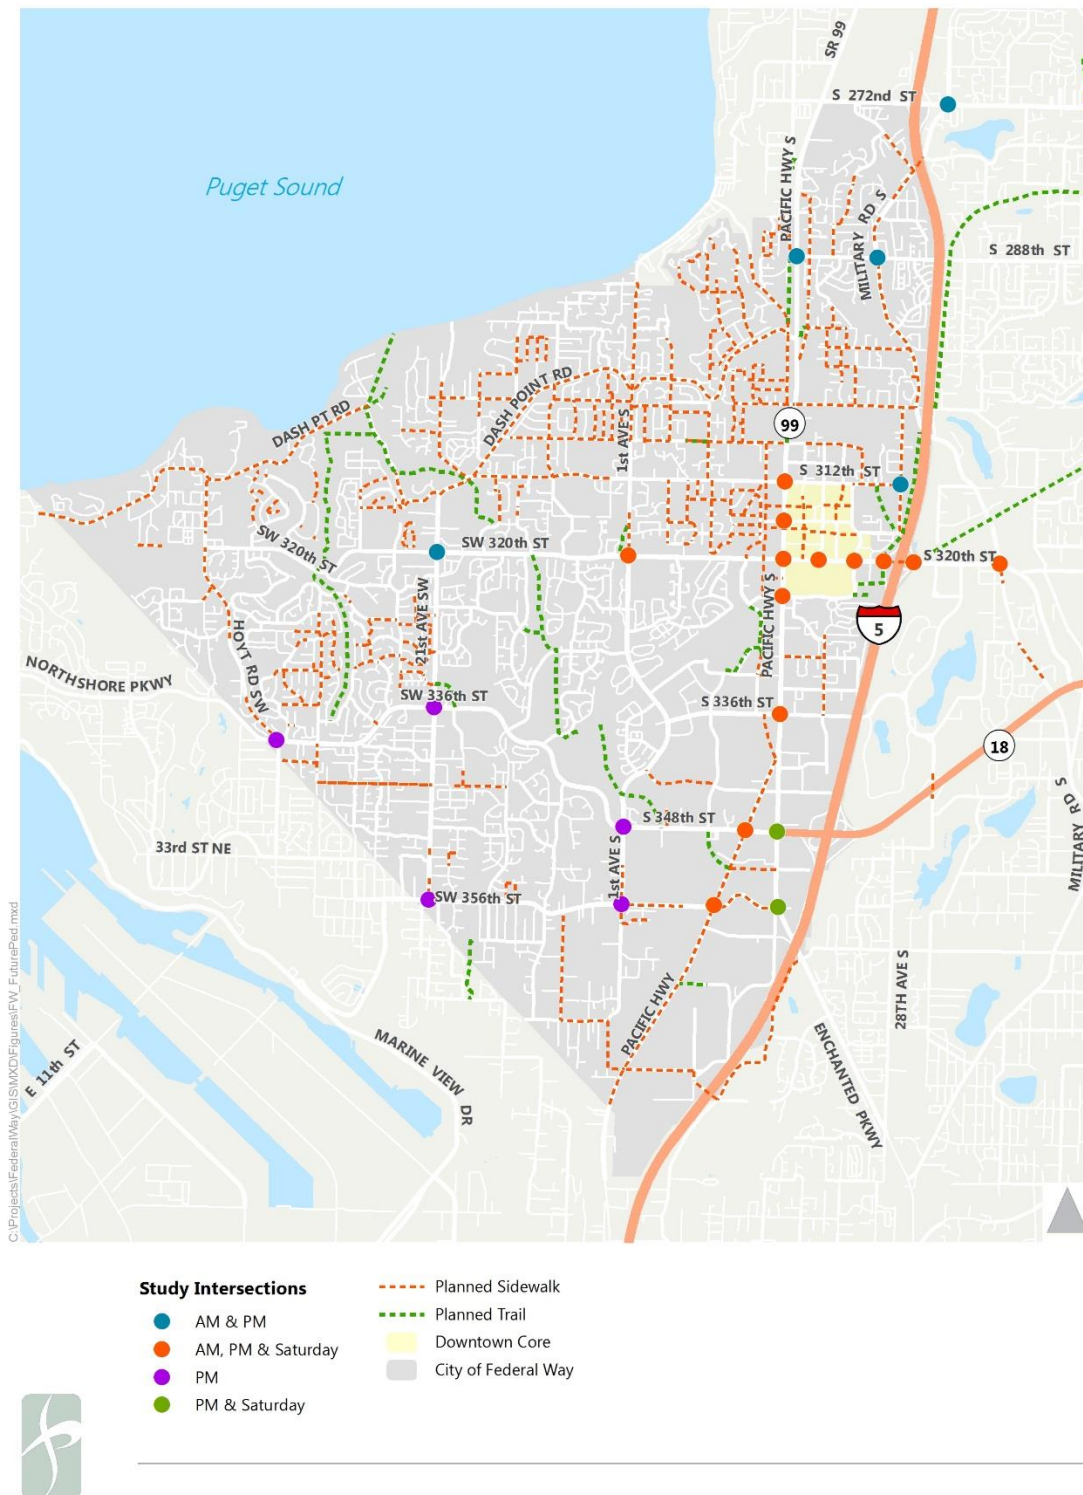 SR 99
S 272nd ST
Puget Sound
PACIFIC HWY S
MILITARY RD S
S 288th ST
DASH POINT RD
DASH PT RD
1st AVE S
99
S 312th ST
SW 320th ST
SW 320th ST
S 320th ST
21st AVE SW
PACIFIC HWY S
5
HOYT RD SW
NORTHSHORE PKWY
SW 336th ST
S 336th ST
18
MILITARY RD S
S 348th ST
33rd ST NE
1st AVE S
SW 356th ST
28TH AVE S
PACIFIC HWY
ENCHANTED PKWY
MARINE VIEW DR
E 11th ST
C:\Projects\FederalWay\GIS\MXD\Figures\FW_FuturePed.mxd
Study Intersections
AM & PM
AM, PM & Saturday
PM
PM & Saturday
Planned Sidewalk
Planned Trail
Downtown Core
City of Federal Way